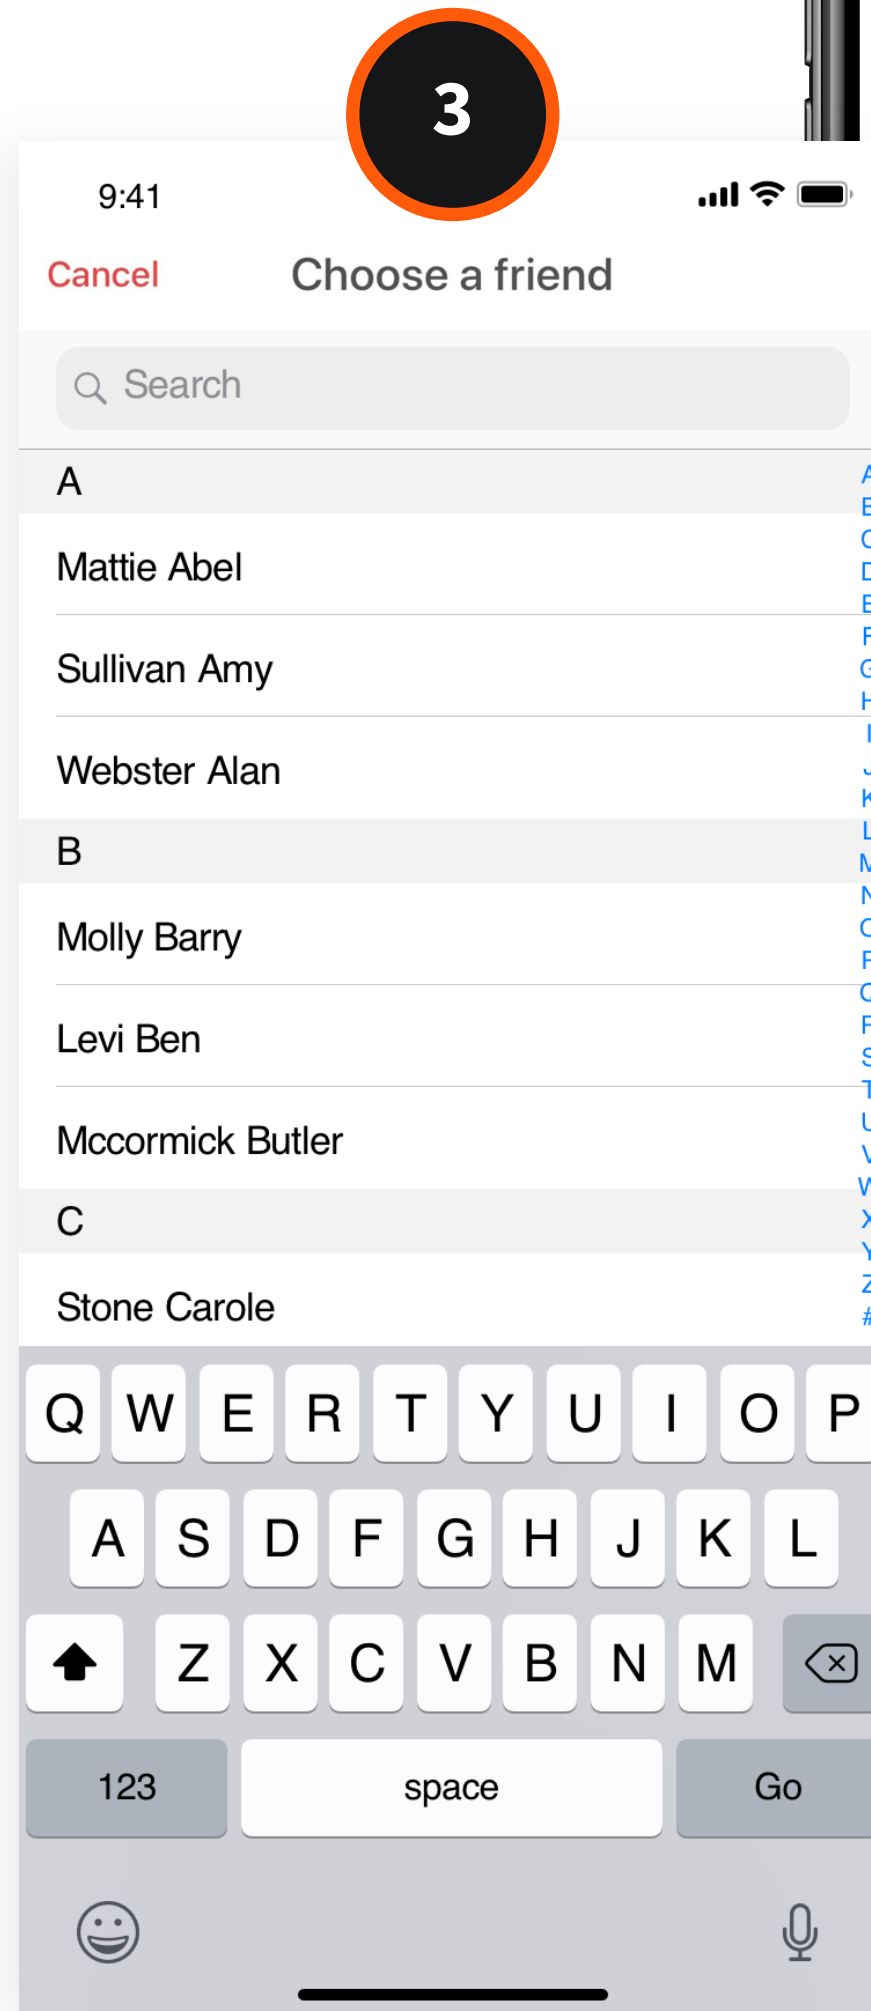 3
9:41
Cancel
Choose a friend
Search
A
Mattie Abel
Sullivan Amy
Webster Alan
B
Molly Barry
Levi Ben
Mccormick Butler
C
Stone Carole
A
B
C
D
E
F
G
H
I
J
K
L
M
N
O
P
Q
R
S
T
U
V
W
X
Y
Z
#
Q W E R T Y U I O P
A S D F G H J K L
Z X C V B N M
123 space Go